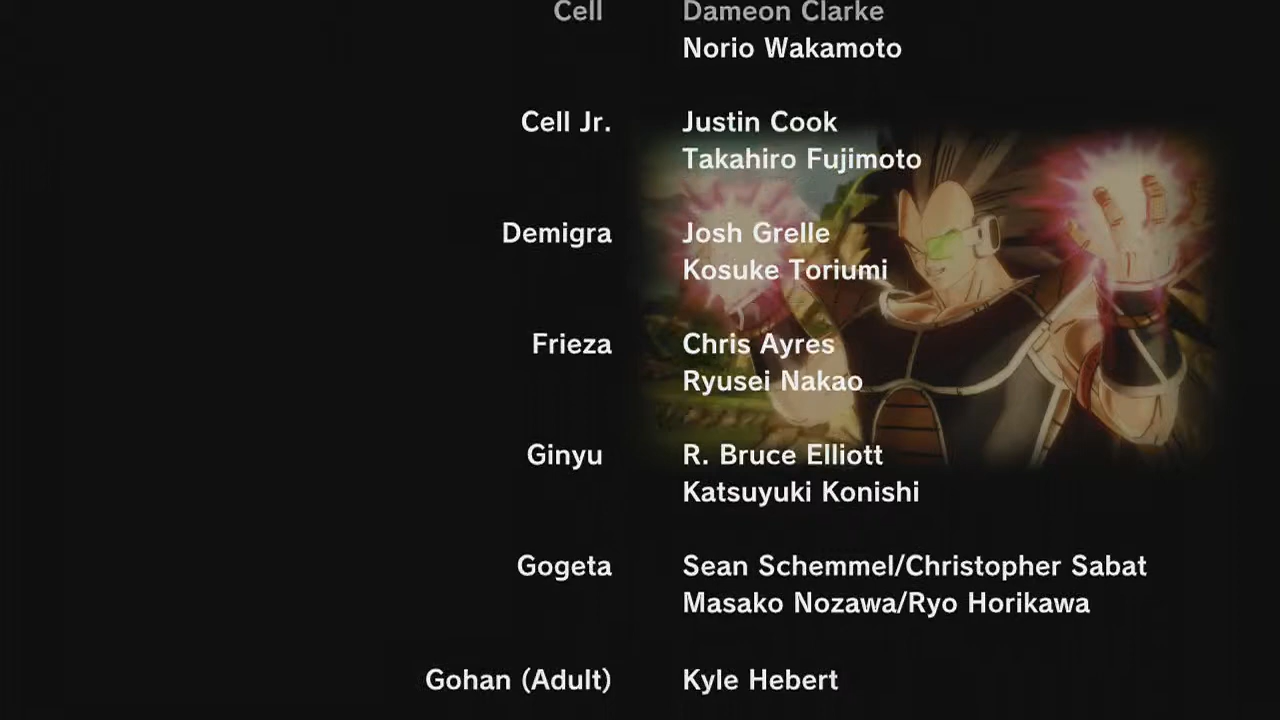 Cell Dameon Clarke
Norio Wakamoto
Cell Jr. Justin Cook
Takahiro Fujimoto
Demigra Josh Grelle
Kosuke Toriumi
Frieza Chris Ayres
Ryusei Nakao
Ginyu R. Bruce Elliott
Katsuyuki Konishi
Gogeta Sean Schemmel/Christopher Sabat
Masako Nozawa/Ryo Horikawa
Gohan (Adult) Kyle Hebert